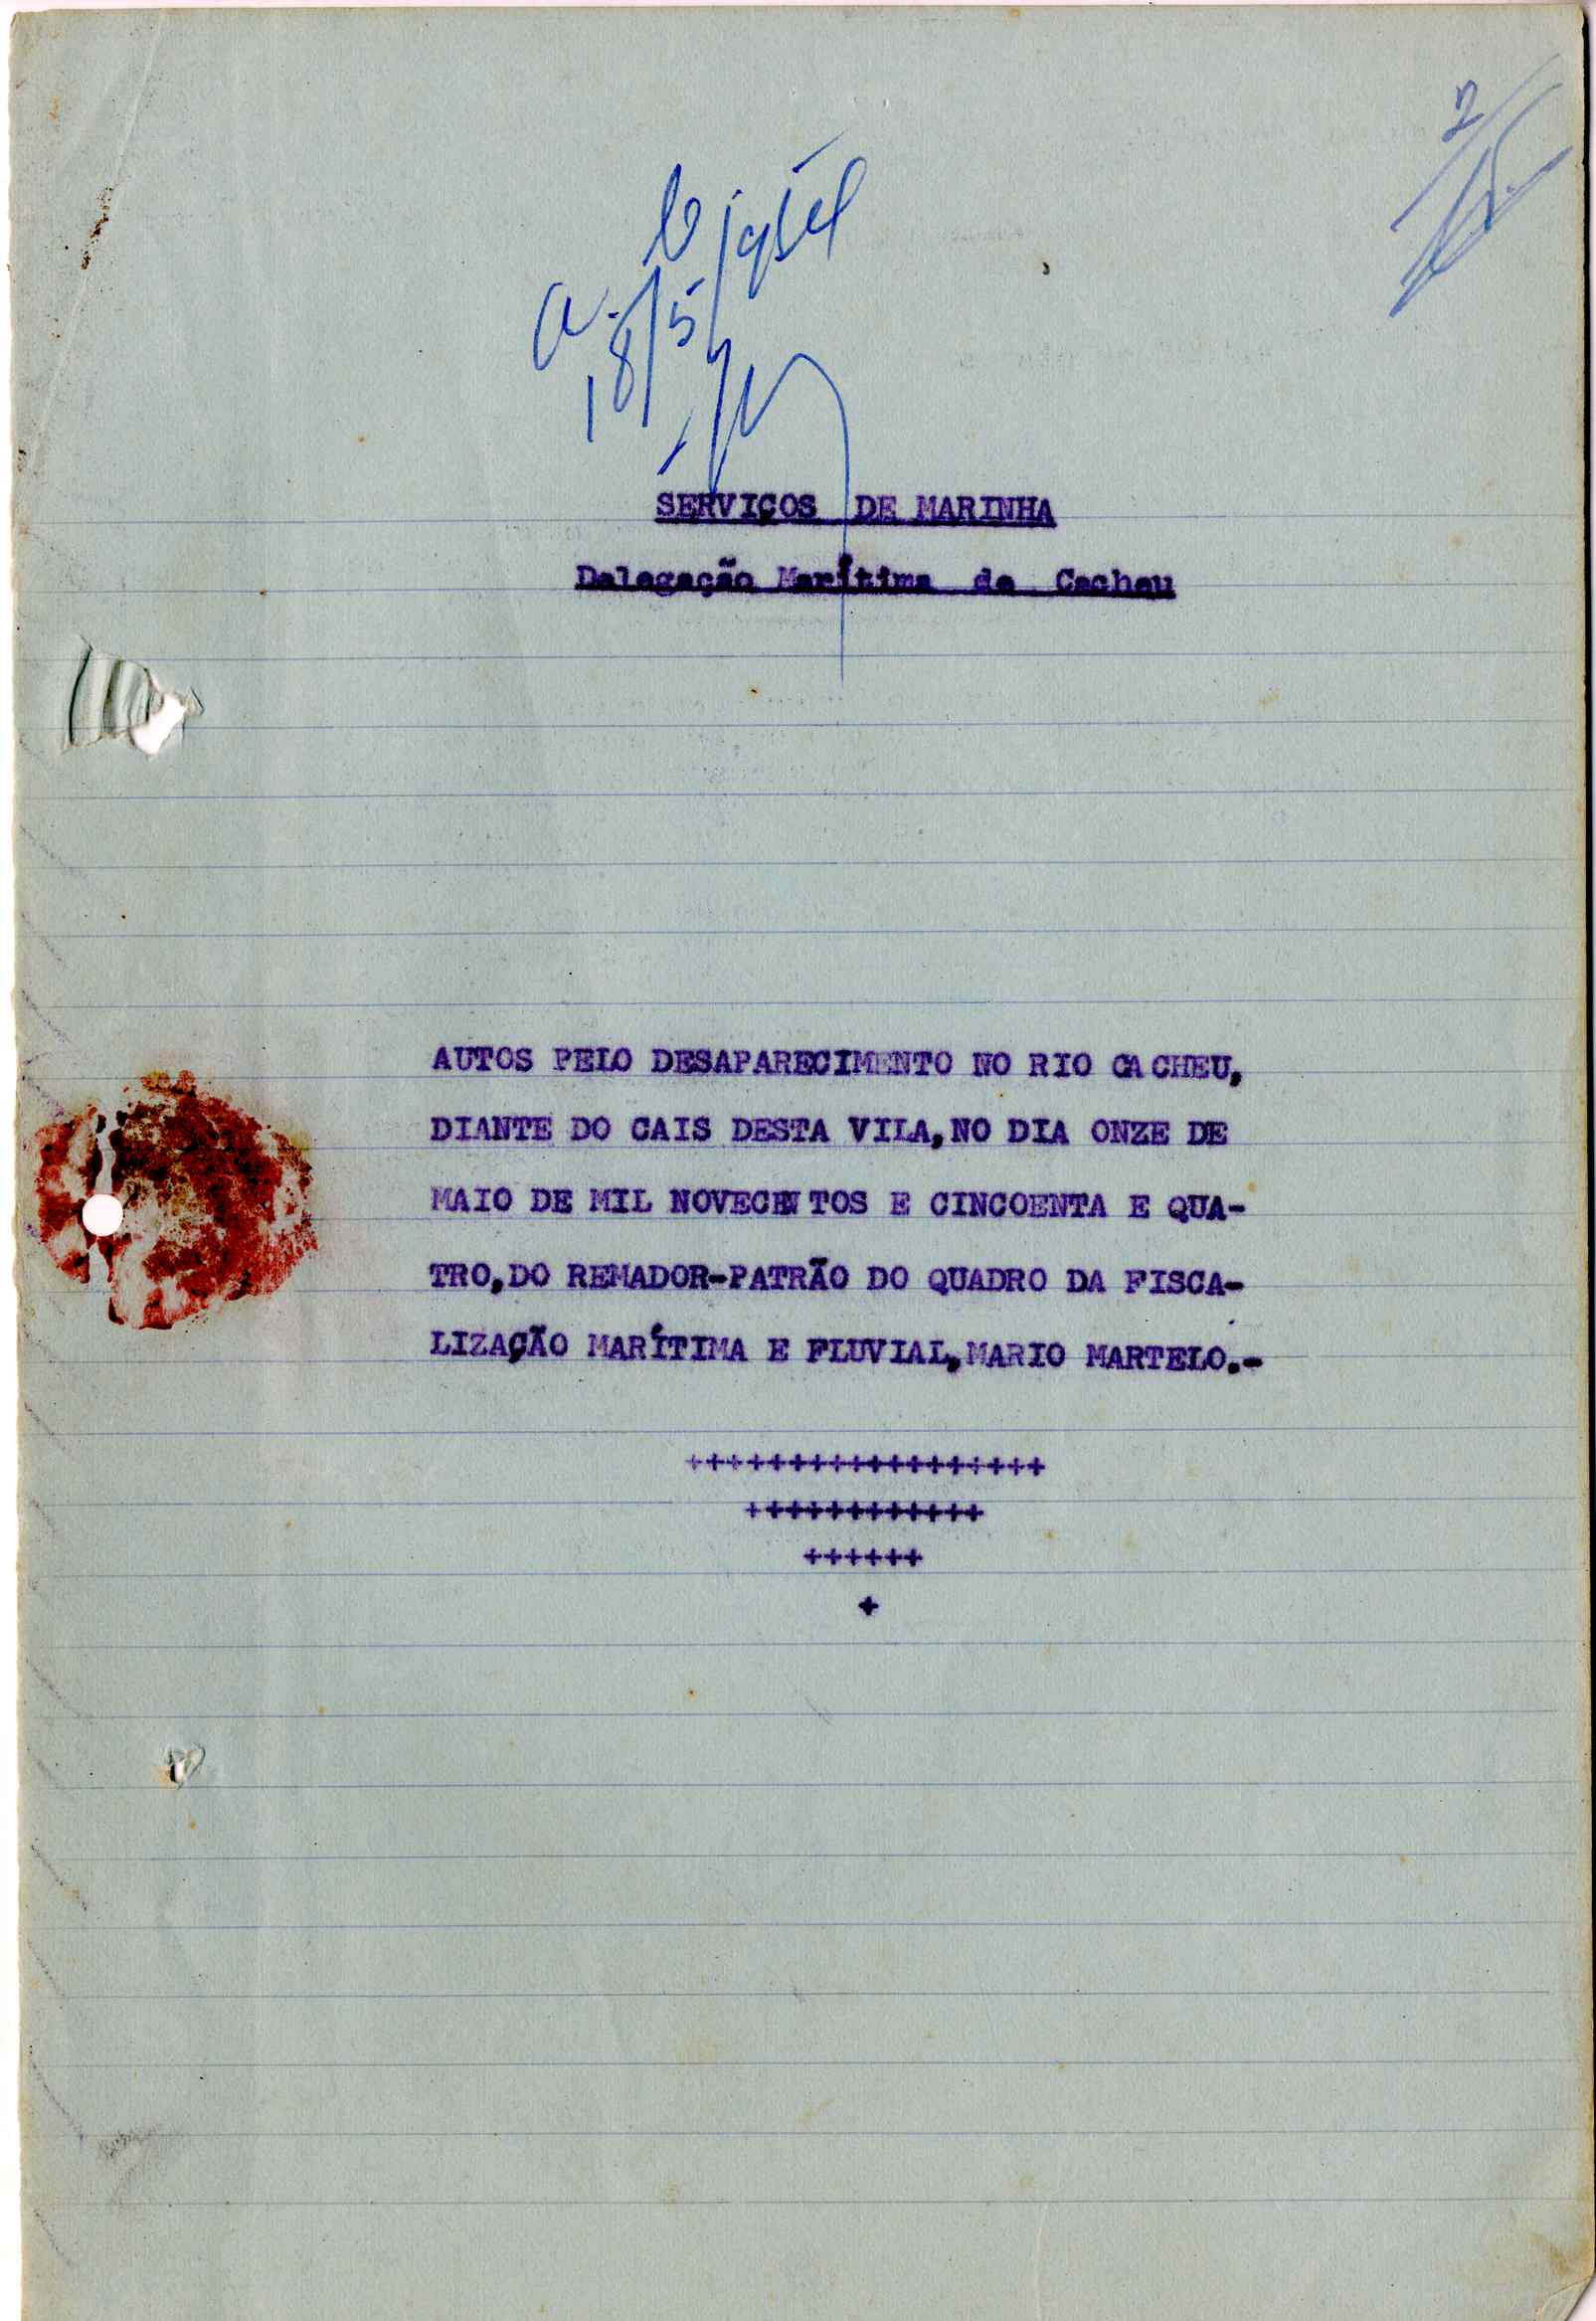 2
a.
18/5/954
SERVIÇOS DE MARINHA
Delegação Marítima de Cacheu
AUTOS PELO DESAPARECIMENTO NO RIO CACHEU,
DIANTE DO CAIS DESTA VILA,NO DIA ONZE DE
MAIO DE MIL NOVECENTOS E CINCOENTA E QUA-
TRO,DO REMADOR-PATRÃO DO QUADRO DA FISCA-
LIZAÇÃO MARÍTIMA E FLUVIAL,MARIO MARTELO.-
++++++++++++++++++
++++++++++++
++++++
+